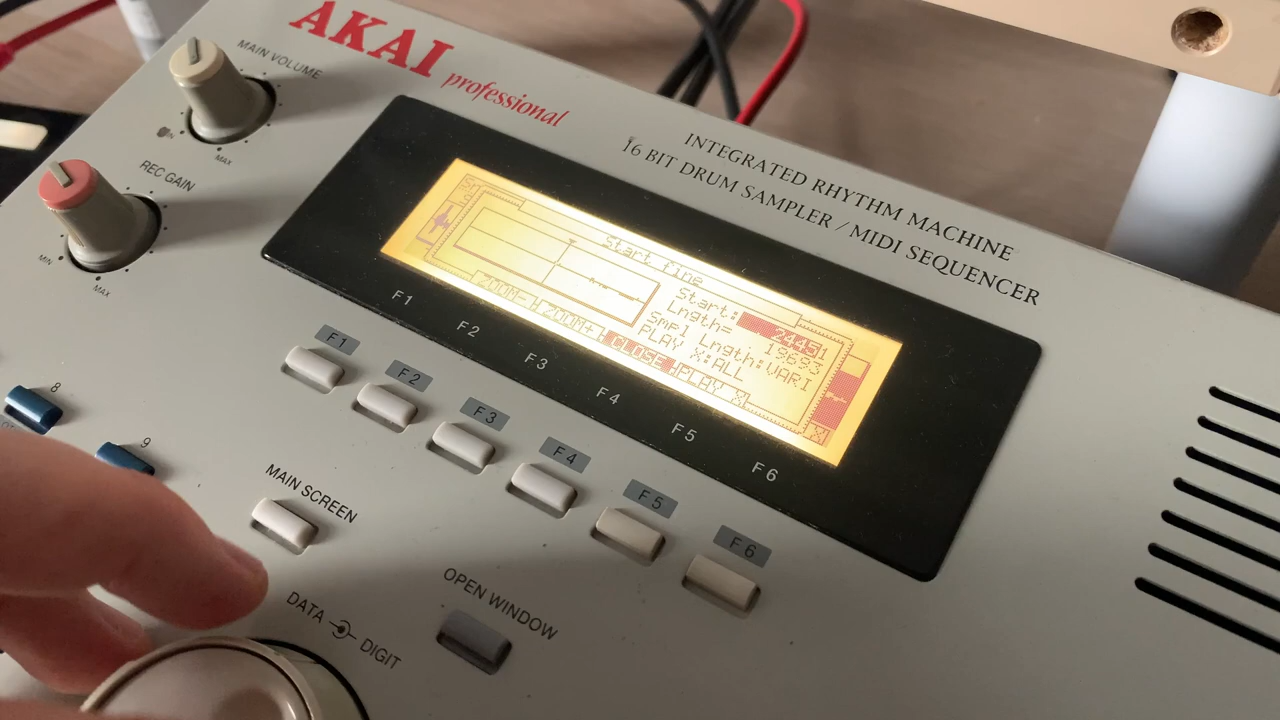 AKAI professional
MAIN VOLUME
MAX
REC GAIN
MIN
MAX
INTEGRATED RHYTHM MACHINE
16 BIT DRUM SAMPLER / MIDI SEQUENCER
Start fine
Start: 24451
Lngth= 19693
Smpl Lngth:VARI
PLAY X:ALL
ZOOM- ZOOM+ CLOSE PLAY X
F1 F2 F3 F4 F5 F6
F1 F2 F3 F4 F5 F6
8
9
MAIN SCREEN
OPEN WINDOW
DATA DIGIT